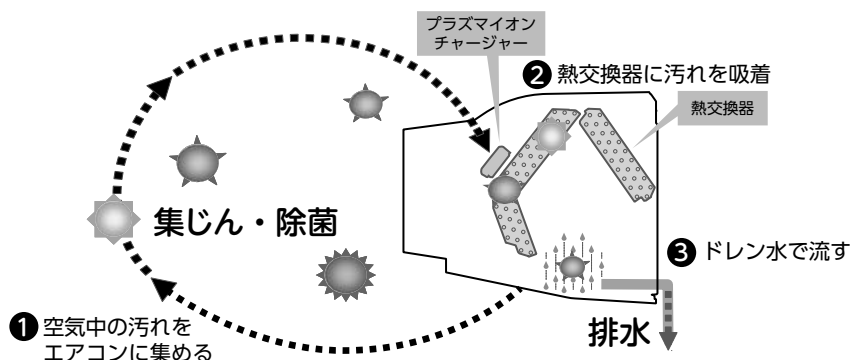 プラズマイオン
チャージャー
❷ 熱交換器に汚れを吸着
熱交換器
集じん・除菌
❸ ドレン水で流す
❶ 空気中の汚れを
エアコンに集める
排水